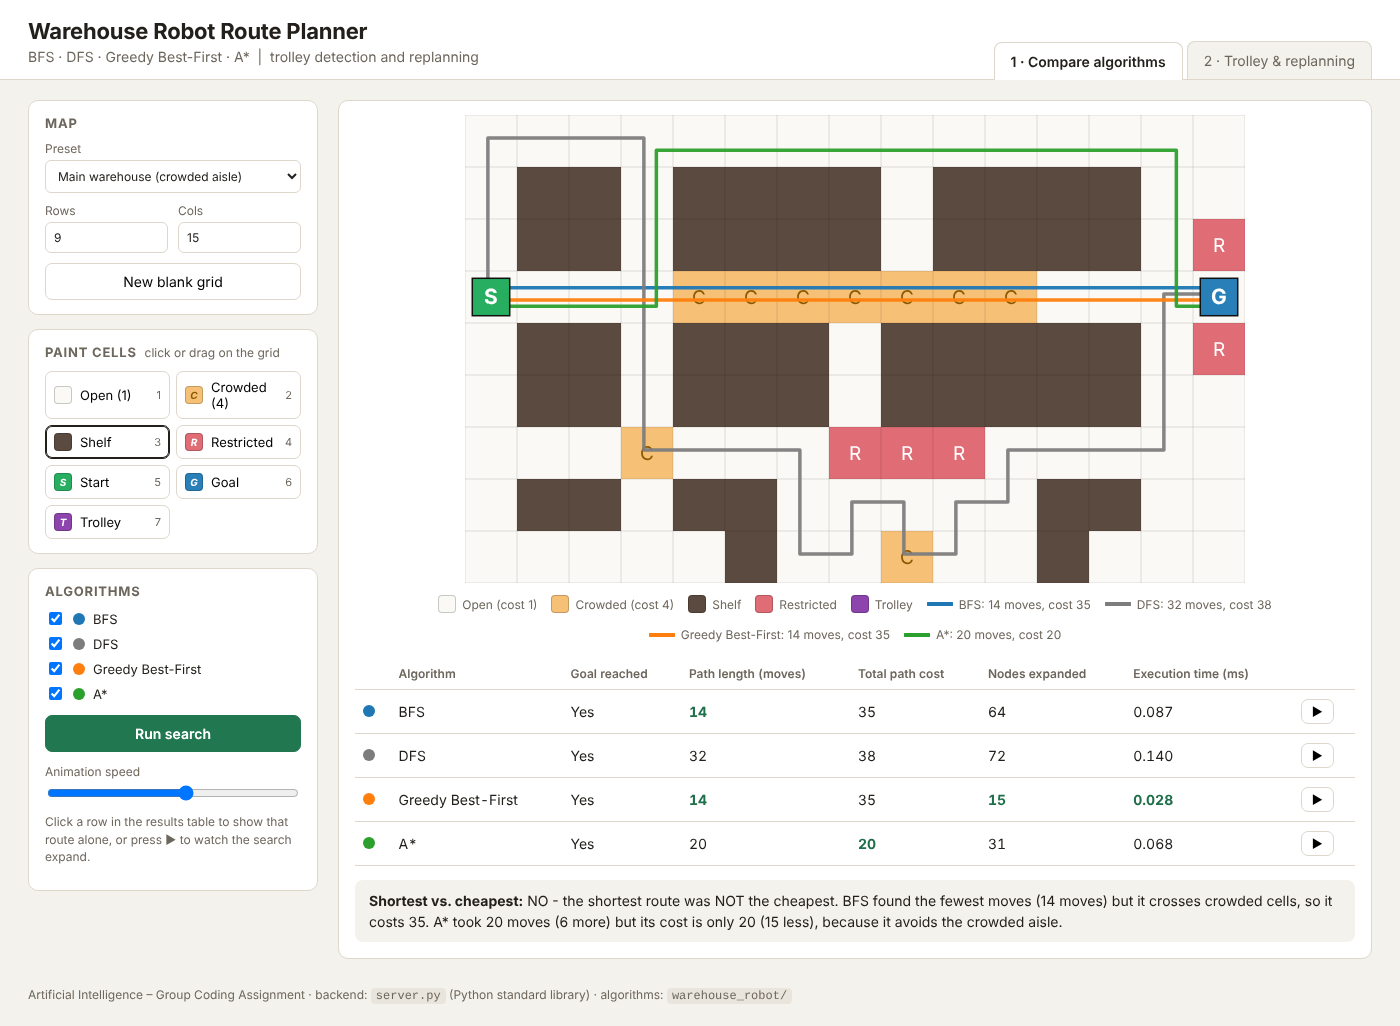 Warehouse Robot Route Planner
BFS · DFS · Greedy Best-First · A* | trolley detection and replanning
1 · Compare algorithms
2 · Trolley & replanning
MAP
Preset
Main warehouse (crowded aisle)
Rows Cols
9 15
New blank grid
PAINT CELLS click or drag on the grid
Open (1) 1
C Crowded (4) 2
Shelf 3
R Restricted 4
S Start 5
G Goal 6
T Trolley 7
ALGORITHMS
BFS
DFS
Greedy Best-First
A*
Run search
Animation speed
Click a row in the results table to show that
route alone, or press ▶ to watch the search
expand.
R
S C C C C C C C G
R
C R R R
C
Open (cost 1) Crowded (cost 4) Shelf Restricted Trolley BFS: 14 moves, cost 35 DFS: 32 moves, cost 38
Greedy Best-First: 14 moves, cost 35 A*: 20 moves, cost 20
Algorithm Goal reached Path length (moves) Total path cost Nodes expanded Execution time (ms)
BFS Yes 14 35 64 0.087 ▶
DFS Yes 32 38 72 0.140 ▶
Greedy Best-First Yes 14 35 15 0.028 ▶
A* Yes 20 20 31 0.068 ▶
Shortest vs. cheapest: NO - the shortest route was NOT the cheapest. BFS found the fewest moves (14 moves) but it crosses crowded cells, so it
costs 35. A* took 20 moves (6 more) but its cost is only 20 (15 less), because it avoids the crowded aisle.
Artificial Intelligence – Group Coding Assignment · backend: server.py (Python standard library) · algorithms: warehouse_robot/